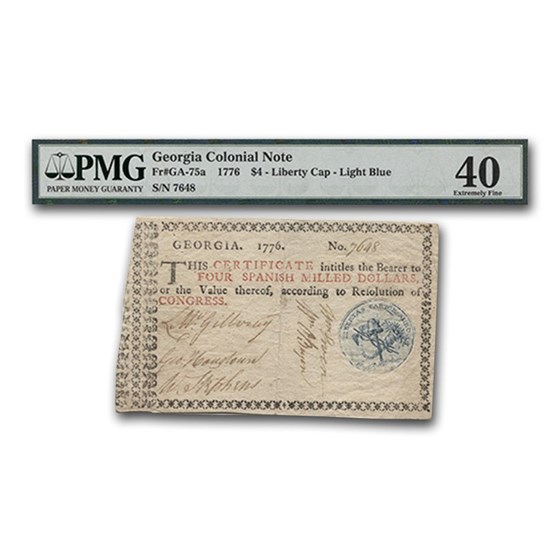 PMG
PAPER MONEY GUARANTY
Georgia Colonial Note
Fr#GA-75a 1776 $4 - Liberty Cap - Light Blue
S/N 7648
40
Extremely Fine
GEORGIA. 1776. No. 7648
THIS CERTIFICATE intitles the Bearer to
FOUR SPANISH MILLED DOLLARS,
or the Value thereof, according to Resolution of
CONGRESS.